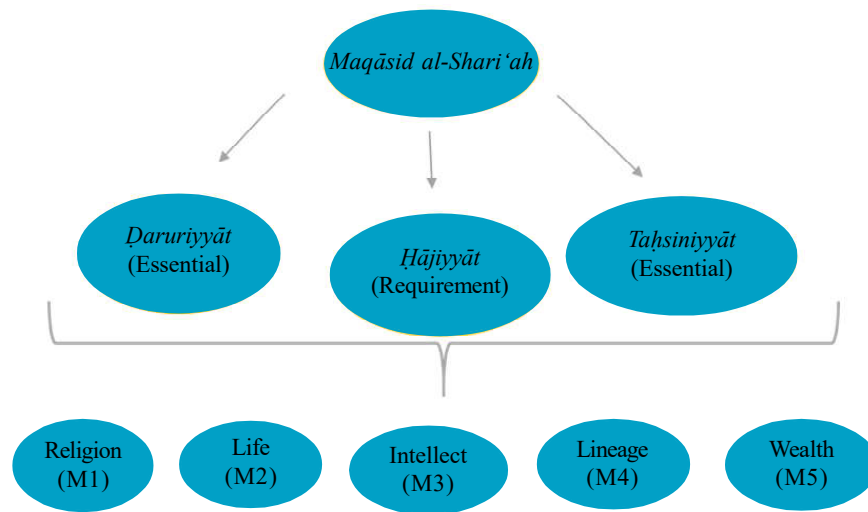 Maqāsid al-Shari‘ah
Ḍaruriyyāt
(Essential)
Ḥājiyyāt
(Requirement)
Taḥsiniyyāt
(Essential)
Religion
(M1)
Life
(M2)
Intellect
(M3)
Lineage
(M4)
Wealth
(M5)